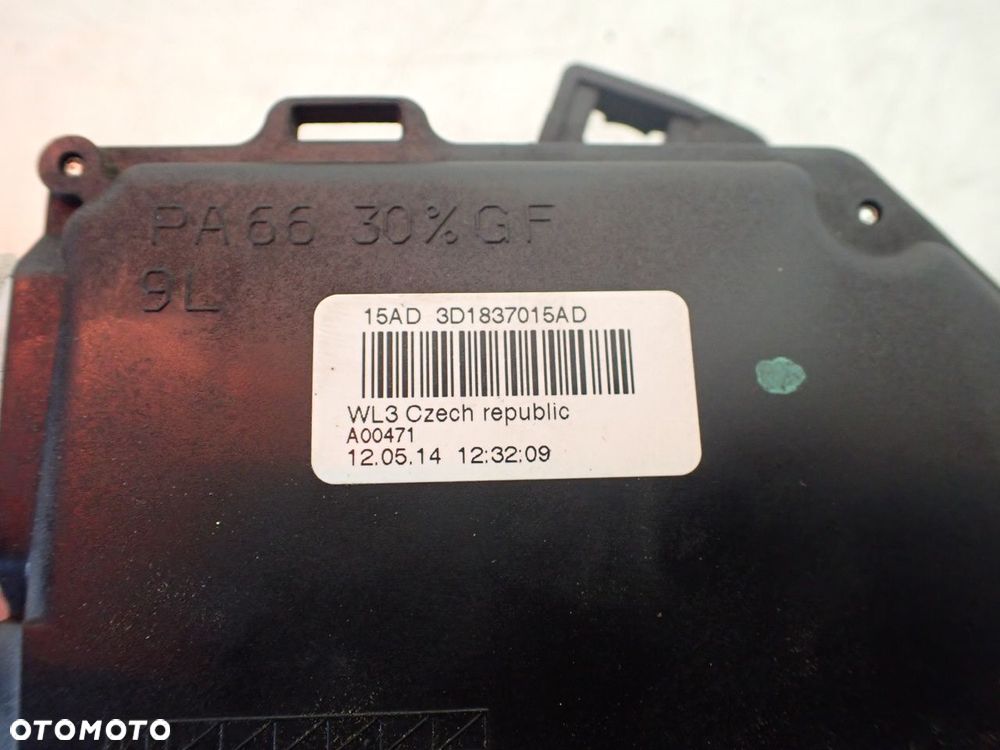 PA66 30%GF
9L
15AD 3D1837015AD
WL3 Czech republic
A00471
12.05.14 12:32:09
OTOMOTO